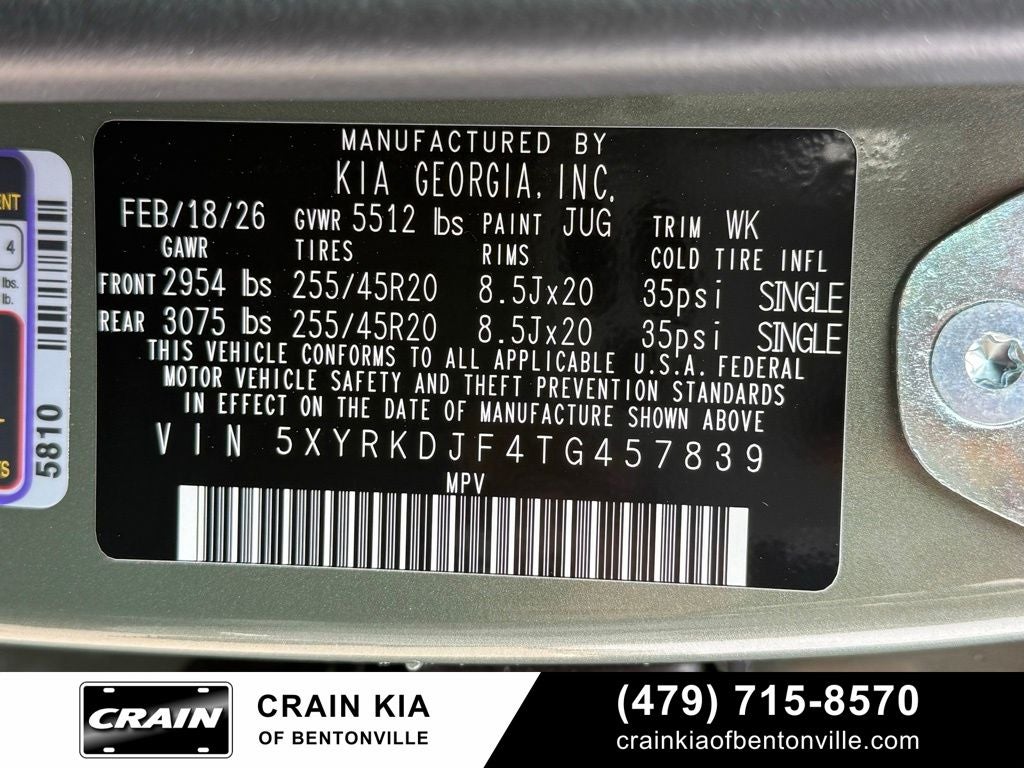 MANUFACTURED BY
KIA GEORGIA, INC.
FEB/18/26 GVWR 5512 lbs PAINT JUG TRIM WK
GAWR TIRES RIMS COLD TIRE INFL
FRONT 2954 lbs 255/45R20 8.5Jx20 35psi SINGLE
REAR 3075 lbs 255/45R20 8.5Jx20 35psi SINGLE
THIS VEHICLE CONFORMS TO ALL APPLICABLE U.S.A. FEDERAL
MOTOR VEHICLE SAFETY AND THEFT PREVENTION STANDARDS
IN EFFECT ON THE DATE OF MANUFACTURE SHOWN ABOVE
VIN 5XYRKDJF4TG457839
MPV
4
lbs.
lb.
5810
CRAIN
CRAIN KIA
OF BENTONVILLE
(479) 715-8570
crainkiaofbentonville.com